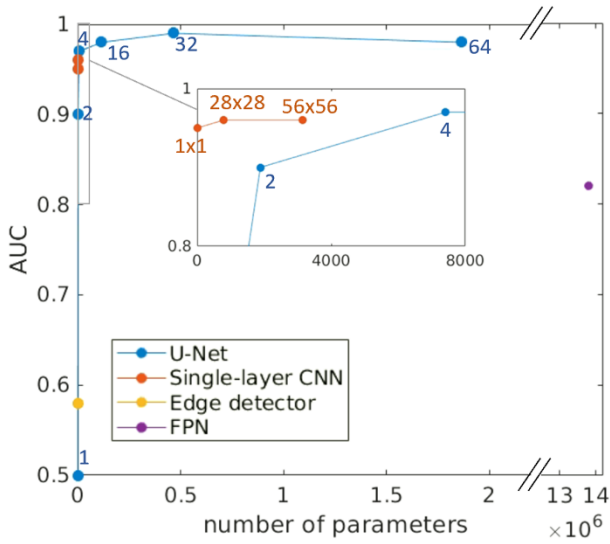 1
4
16
32
64
2
0.9
1
28x28
56x56
1x1
4
2
0.8
0
4000
8000
0.8
AUC
0.7
U-Net
Single-layer CNN
0.6
Edge detector
FPN
1
0.5
0
0.5
1
1.5
2
13 14
number of parameters
×10⁶